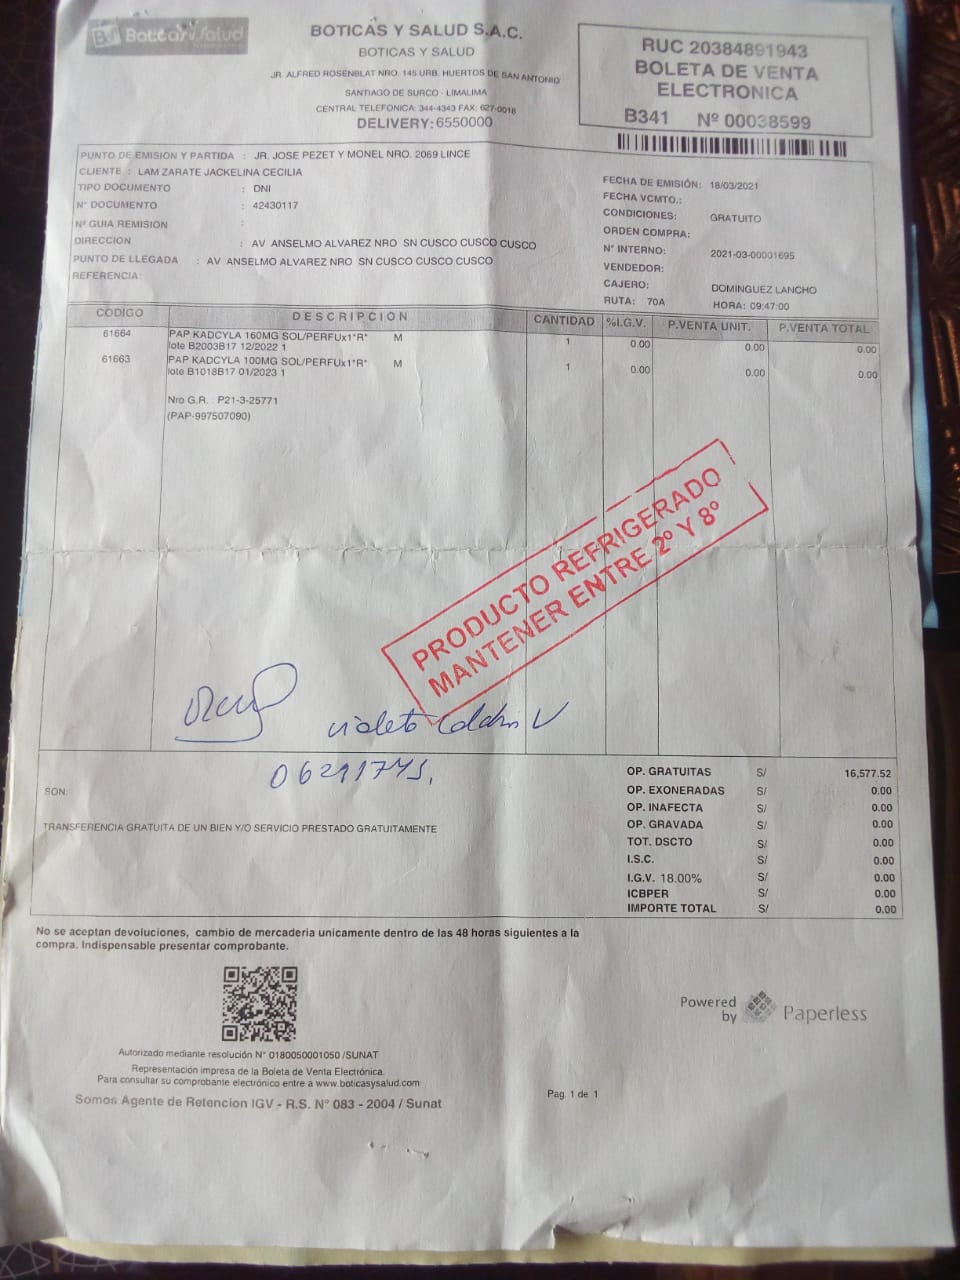 BS Boticas y Salud
BOTICAS Y SALUD S.A.C.
BOTICAS Y SALUD
JR. ALFRED ROSENBLAT NRO. 145 URB. HUERTOS DE SAN ANTONIO
SANTIAGO DE SURCO - LIMALIMA
CENTRAL TELEFONICA: 344-4343 FAX: 627-0018
DELIVERY: 6550000
RUC 20384891943
BOLETA DE VENTA
ELECTRONICA
B341 Nº 00038599
PUNTO DE EMISION Y PARTIDA : JR. JOSE PEZET Y MONEL NRO. 2069 LINCE
CLIENTE : LAM ZARATE JACKELINA CECILIA
TIPO DOCUMENTO : DNI
N° DOCUMENTO : 42430117
Nº GUIA REMISION :
DIRECCION : AV ANSELMO ALVAREZ NRO SN CUSCO CUSCO CUSCO
PUNTO DE LLEGADA : AV ANSELMO ALVAREZ NRO SN CUSCO CUSCO CUSCO
REFERENCIA:
FECHA DE EMISIÓN: 18/03/2021
FECHA VCMTO.:
CONDICIONES: GRATUITO
ORDEN COMPRA:
N° INTERNO: 2021-03-00001695
VENDEDOR:
CAJERO: DOMINGUEZ LANCHO
RUTA: 70A HORA: 09:47:00
CODIGO DESCRIPCION CANTIDAD %I.G.V. P.VENTA UNIT. P.VENTA TOTAL
61664 PAP KADCYLA 160MG SOL/PERFUx1*R* M 1 0.00 0.00 0.00
lote B2003B17 12/2022 1
61663 PAP KADCYLA 100MG SOL/PERFUx1*R* M 1 0.00 0.00 0.00
lote B1018B17 01/2023 1
Nro G.R. P21-3-25771
(PAP-997507090)
PRODUCTO REFRIGERADO
MANTENER ENTRE 2º Y 8º
violeta V
SON:
TRANSFERENCIA GRATUITA DE UN BIEN Y/O SERVICIO PRESTADO GRATUITAMENTE
OP. GRATUITAS S/ 16,577.52
OP. EXONERADAS S/ 0.00
OP. INAFECTA S/ 0.00
OP. GRAVADA S/ 0.00
TOT. DSCTO S/ 0.00
I.S.C. S/ 0.00
I.G.V. 18.00% S/ 0.00
ICBPER S/ 0.00
IMPORTE TOTAL S/ 0.00
No se aceptan devoluciones, cambio de mercaderia unicamente dentro de las 48 horas siguientes a la
compra. Indispensable presentar comprobante.
Powered
by Paperless
Autorizado mediante resolución N° 0180050001050 /SUNAT
Representación impresa de la Boleta de Venta Electrónica.
Para consultar su comprobante electrónico entre a www.boticasysalud.com
Pag. 1 de 1
Somos Agente de Retencion IGV - R.S. N° 083 - 2004 / Sunat